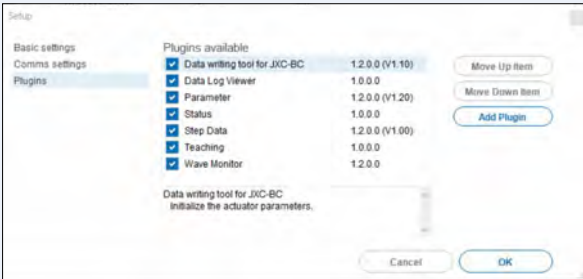 Setup
Basic settings
Comms settings
Plugins
Plugins available
Data writing tool for JXC-BC 1.2.0.0 (V1.10)
Data Log Viewer 1.0.0.0
Parameter 1.2.0.0 (V1.20)
Status 1.0.0.0
Step Data 1.2.0.0 (V1.00)
Teaching 1.0.0.0
Wave Monitor 1.2.0.0
Move Up Item
Move Down Item
Add Plugin
Data writing tool for JXC-BC
Initialize the actuator parameters.
Cancel
OK